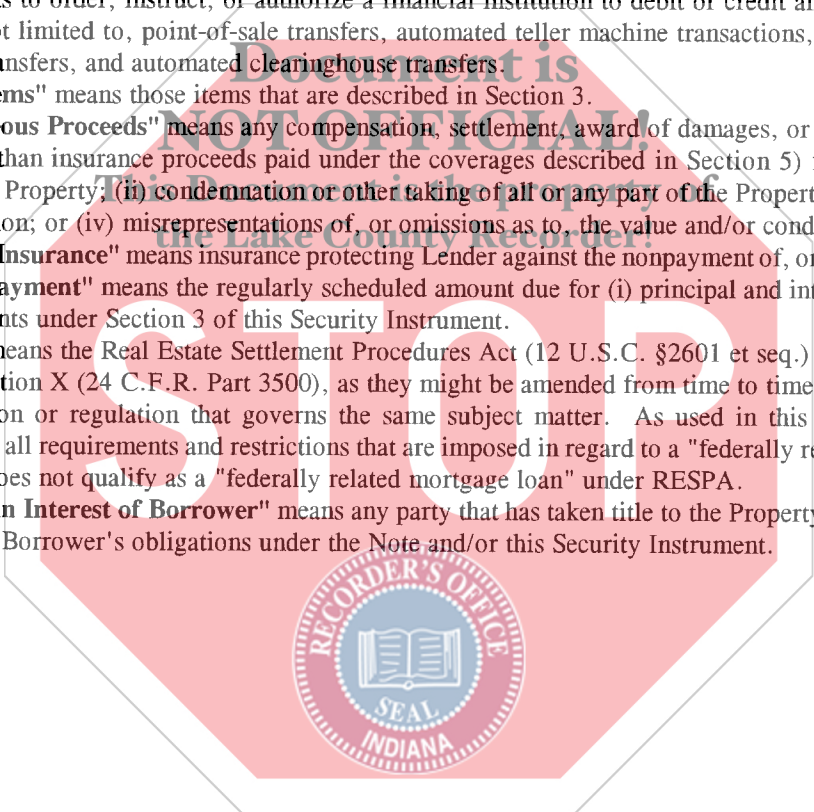 s to order, instruct, or authorize a financial institution to debit or credit a
t limited to, point-of-sale transfers, automated teller machine transactions,
ansfers, and automated clearinghouse transfers.
ems" means those items that are described in Section 3.
ous Proceeds" means any compensation, settlement, award of damages, or
than insurance proceeds paid under the coverages described in Section 5)
Property; (ii) condemnation or other taking of all or any part of the Propert
on; or (iv) misrepresentations of, or omissions as to, the value and/or cond
Insurance" means insurance protecting Lender against the nonpayment of, o
ayment" means the regularly scheduled amount due for (i) principal and in
nts under Section 3 of this Security Instrument.
eans the Real Estate Settlement Procedures Act (12 U.S.C. §2601 et seq.)
tion X (24 C.F.R. Part 3500), as they might be amended from time to time
on or regulation that governs the same subject matter. As used in this
all requirements and restrictions that are imposed in regard to a "federally re
oes not qualify as a "federally related mortgage loan" under RESPA.
n Interest of Borrower" means any party that has taken title to the Property
Borrower's obligations under the Note and/or this Security Instrument.
Document is
NOT OFFICIAL!
This Document is the property of
the Lake County Recorder!
STOP
RECORDER'S OFFICE
SEAL
INDIANA